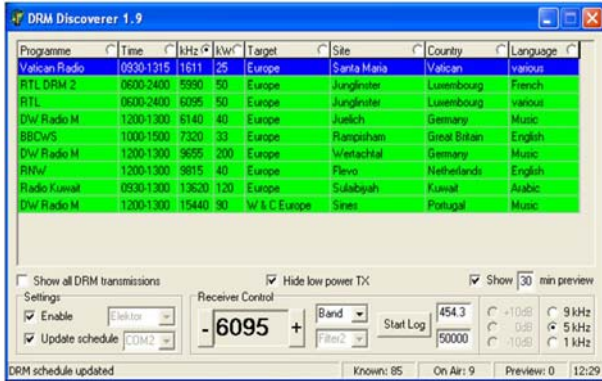 DRM Discoverer 1.9
Programme Time kHz kW Target Site Country Language
Vatican Radio 0930-1315 1611 25 Europe Santa Maria Vatican various
RTL DRM 2 0600-2400 5990 50 Europe Junglinster Luxembourg French
RTL 0600-2400 6095 50 Europe Junglinster Luxembourg various
DW Radio M 1200-1300 6140 40 Europe Juelich Germany Music
BBCWS 1000-1500 7320 33 Europe Rampisham Great Britain English
DW Radio M 1200-1300 9655 200 Europe Wertachtal Germany Music
RNW 1200-1300 9815 40 Europe Flevo Netherlands English
Radio Kuwait 0930-1300 13620 120 Europe Sulaibiyah Kuwait Arabic
DW Radio M 1200-1300 15440 90 W & C Europe Sines Portugal Music
Show all DRM transmissions Hide low power TX Show 30 min preview
Settings Receiver Control
Enable Elektor Band 454.3 +10dB 9 kHz
- 6095 + Start Log 0dB 5 kHz
Update schedule COM2 Filter2 50000 -10dB 1 kHz
DRM schedule updated Known: 85 On Air: 9 Preview: 0 12:29